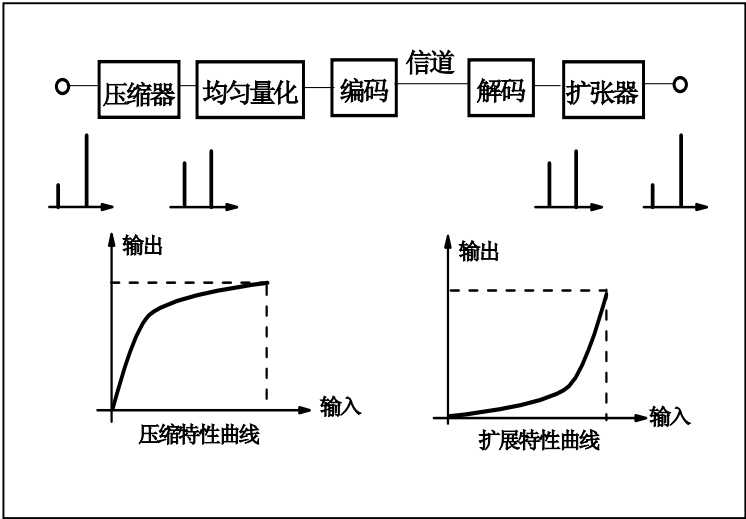 信道
压缩器 均匀量化 编码 解码 扩张器
输出 输出
输入 输入
压缩特性曲线 扩展特性曲线